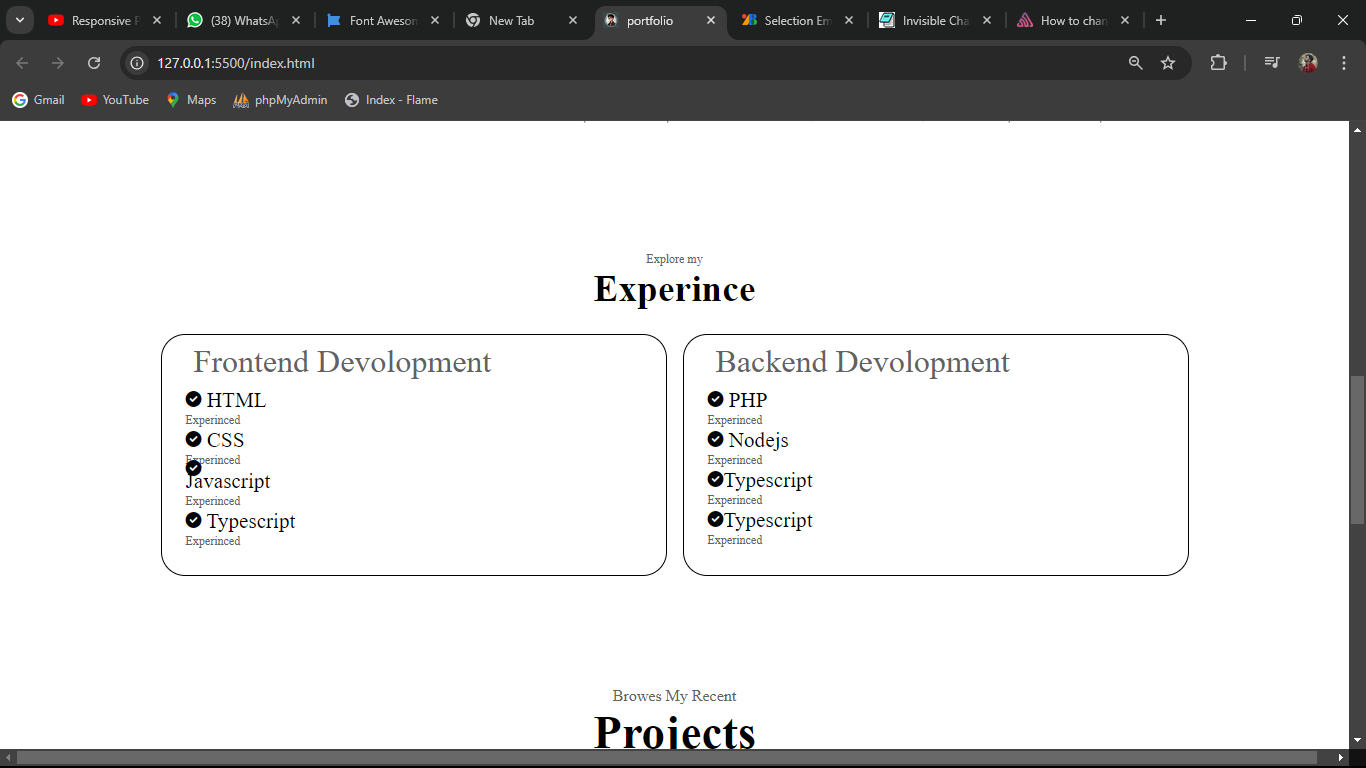 Responsive P
(38) WhatsAp
Font Awesom
New Tab
portfolio
Selection Em
Invisible Cha
How to chan
127.0.0.1:5500/index.html
Gmail
YouTube
Maps
phpMyAdmin
Index - Flame
Explore my
Experince
Frontend Devolopment
HTML
Experinced
CSS
Experinced
Javascript
Experinced
Typescript
Experinced
Backend Devolopment
PHP
Experinced
Nodejs
Experinced
Typescript
Experinced
Typescript
Experinced
Browes My Recent
Projects